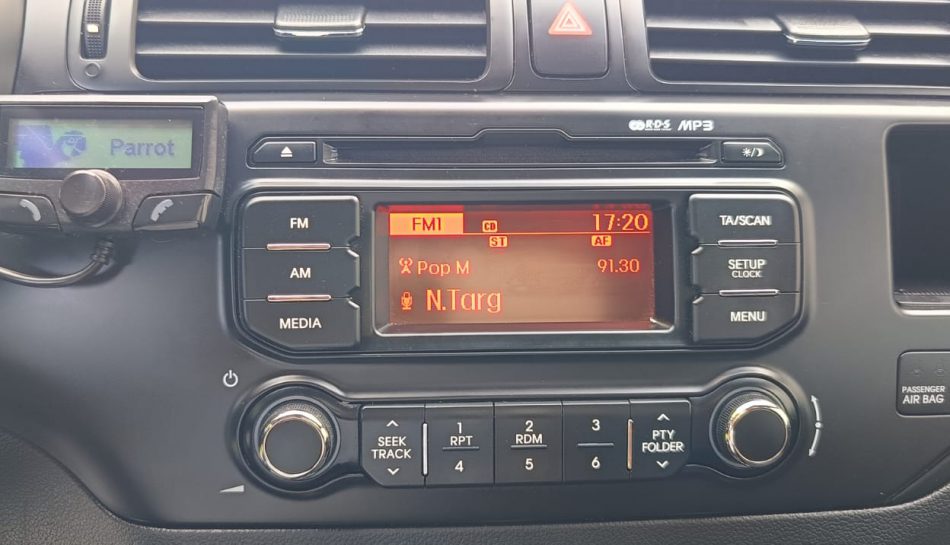 R·D·S MP3
Parrot
FM
AM
MEDIA
FM1 CD 17:20
ST AF
Pop M 91.30
N.Targ
TA/SCAN
SETUP
CLOCK
MENU
PASSENGER
AIR BAG
SEEK
TRACK
1
RPT
4
2
RDM
5
3
6
PTY
FOLDER